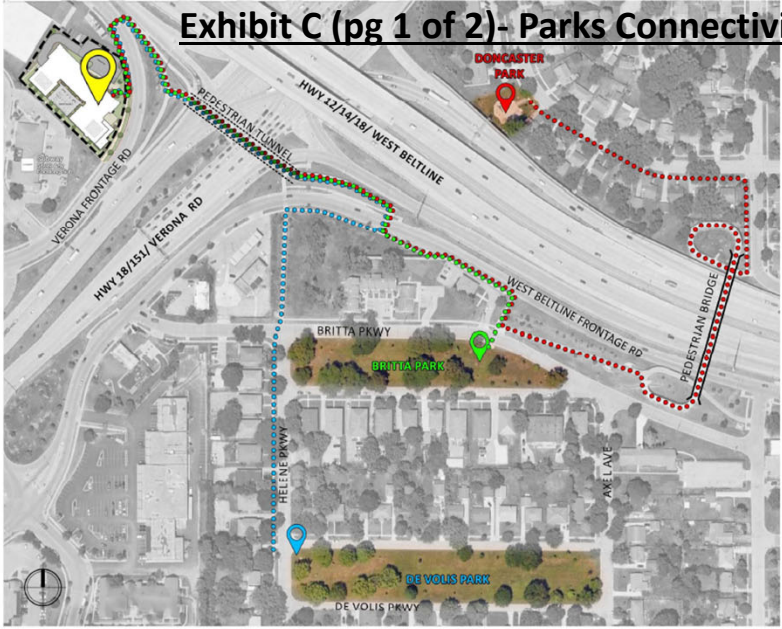 Exhibit C (pg 1 of 2)- Parks Connectivi
DONCASTER
PARK
HWY 12/14/18/ WEST BELTLINE
PEDESTRIAN TUNNEL
VERONA FRONTAGE RD
HWY 18/151/ VERONA RD
WEST BELTLINE FRONTAGE RD
PEDESTRIAN BRIDGE
BRITTA PKWY
BRITTA PARK
HELENE PKWY
AXEL AVE
DE VOLIS PARK
DE VOLIS PKWY